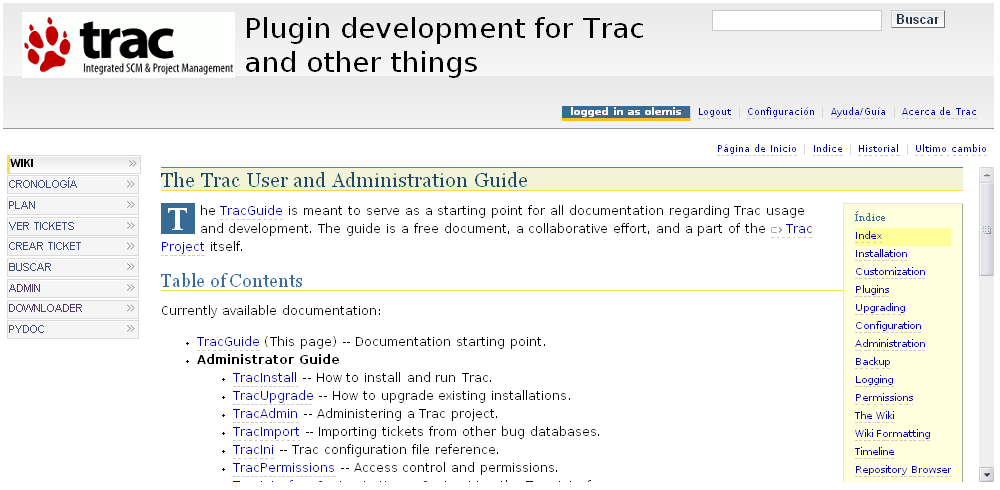 trac
Integrated SCM & Project Management
Plugin development for Trac
and other things
Buscar
logged in as olemis
Logout
Configuración
Ayuda/Guía
Acerca de Trac
Página de Inicio
Indice
Historial
Ultimo cambio
WIKI
CRONOLOGÍA
PLAN
VER TICKETS
CREAR TICKET
BUSCAR
ADMIN
DOWNLOADER
PYDOC
The Trac User and Administration Guide
The TracGuide is meant to serve as a starting point for all documentation regarding Trac usage
and development. The guide is a free document, a collaborative effort, and a part of the Trac
Project itself.
Table of Contents
Currently available documentation:
TracGuide (This page) -- Documentation starting point.
Administrator Guide
TracInstall -- How to install and run Trac.
TracUpgrade -- How to upgrade existing installations.
TracAdmin -- Administering a Trac project.
TracImport -- Importing tickets from other bug databases.
TracIni -- Trac configuration file reference.
TracPermissions -- Access control and permissions.
Índice
Index
Installation
Customization
Plugins
Upgrading
Configuration
Administration
Backup
Logging
Permissions
The Wiki
Wiki Formatting
Timeline
Repository Browser